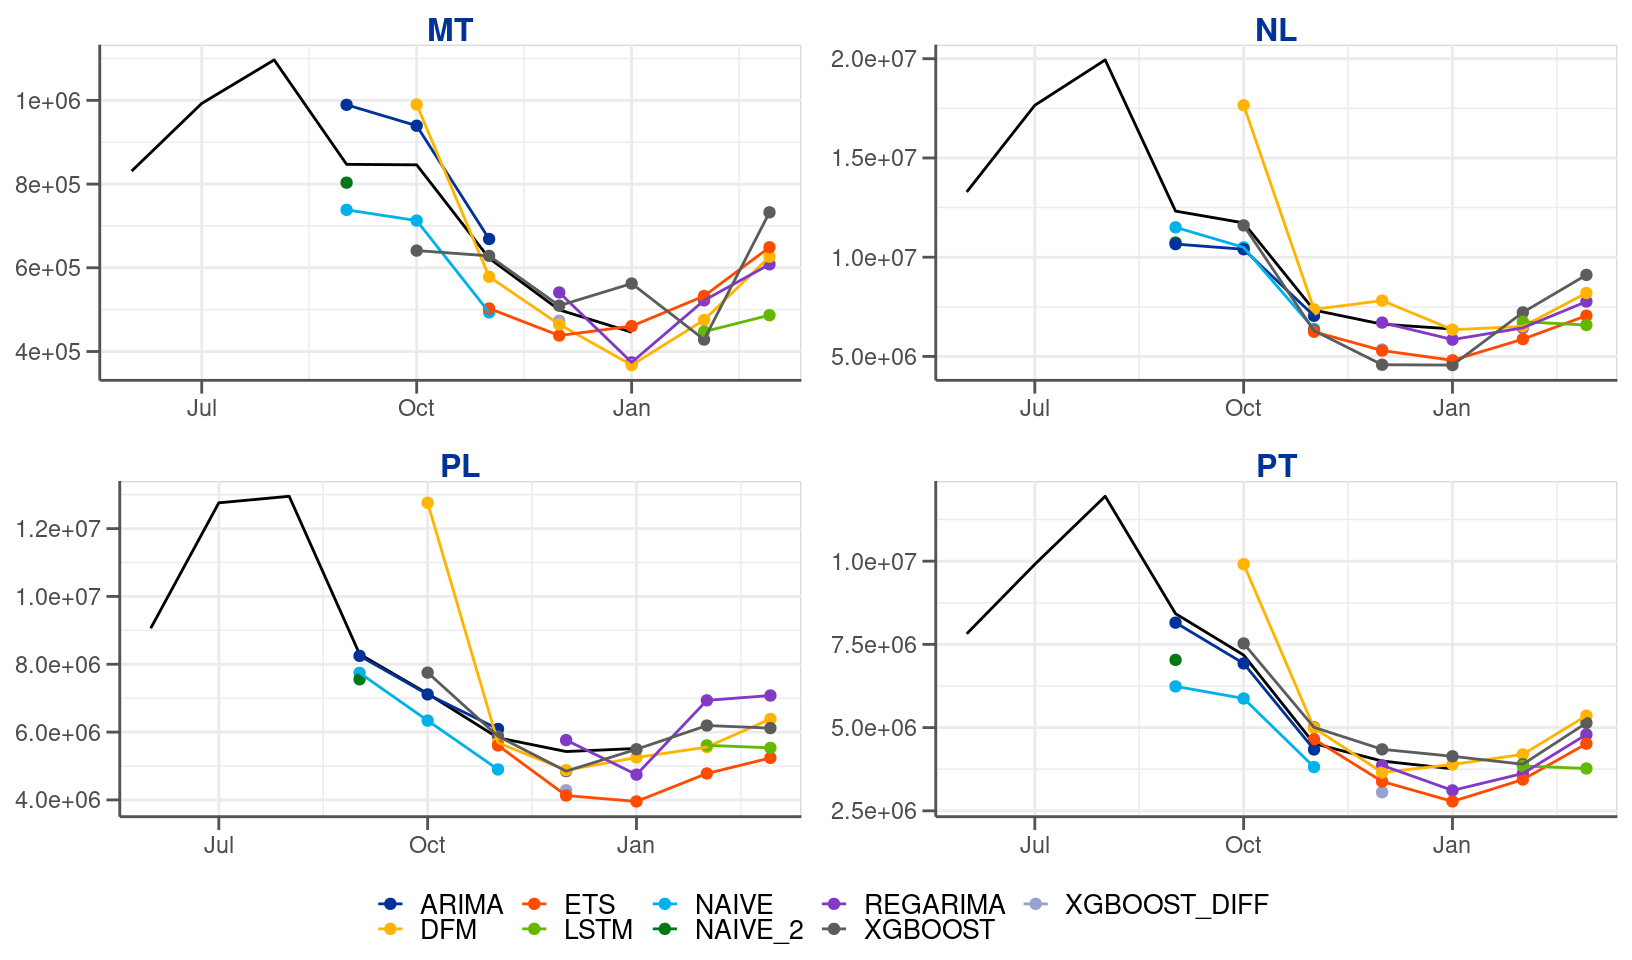 MT
NL
1e+06
8e+05
6e+05
4e+05
2.0e+07
1.5e+07
1.0e+07
5.0e+06
Jul Oct Jan
Jul Oct Jan
PL
PT
1.2e+07
1.0e+07
8.0e+06
6.0e+06
4.0e+06
1.0e+07
7.5e+06
5.0e+06
2.5e+06
Jul Oct Jan
Jul Oct Jan
ARIMA ETS NAIVE REGARIMA XGBOOST_DIFF
DFM LSTM NAIVE_2 XGBOOST